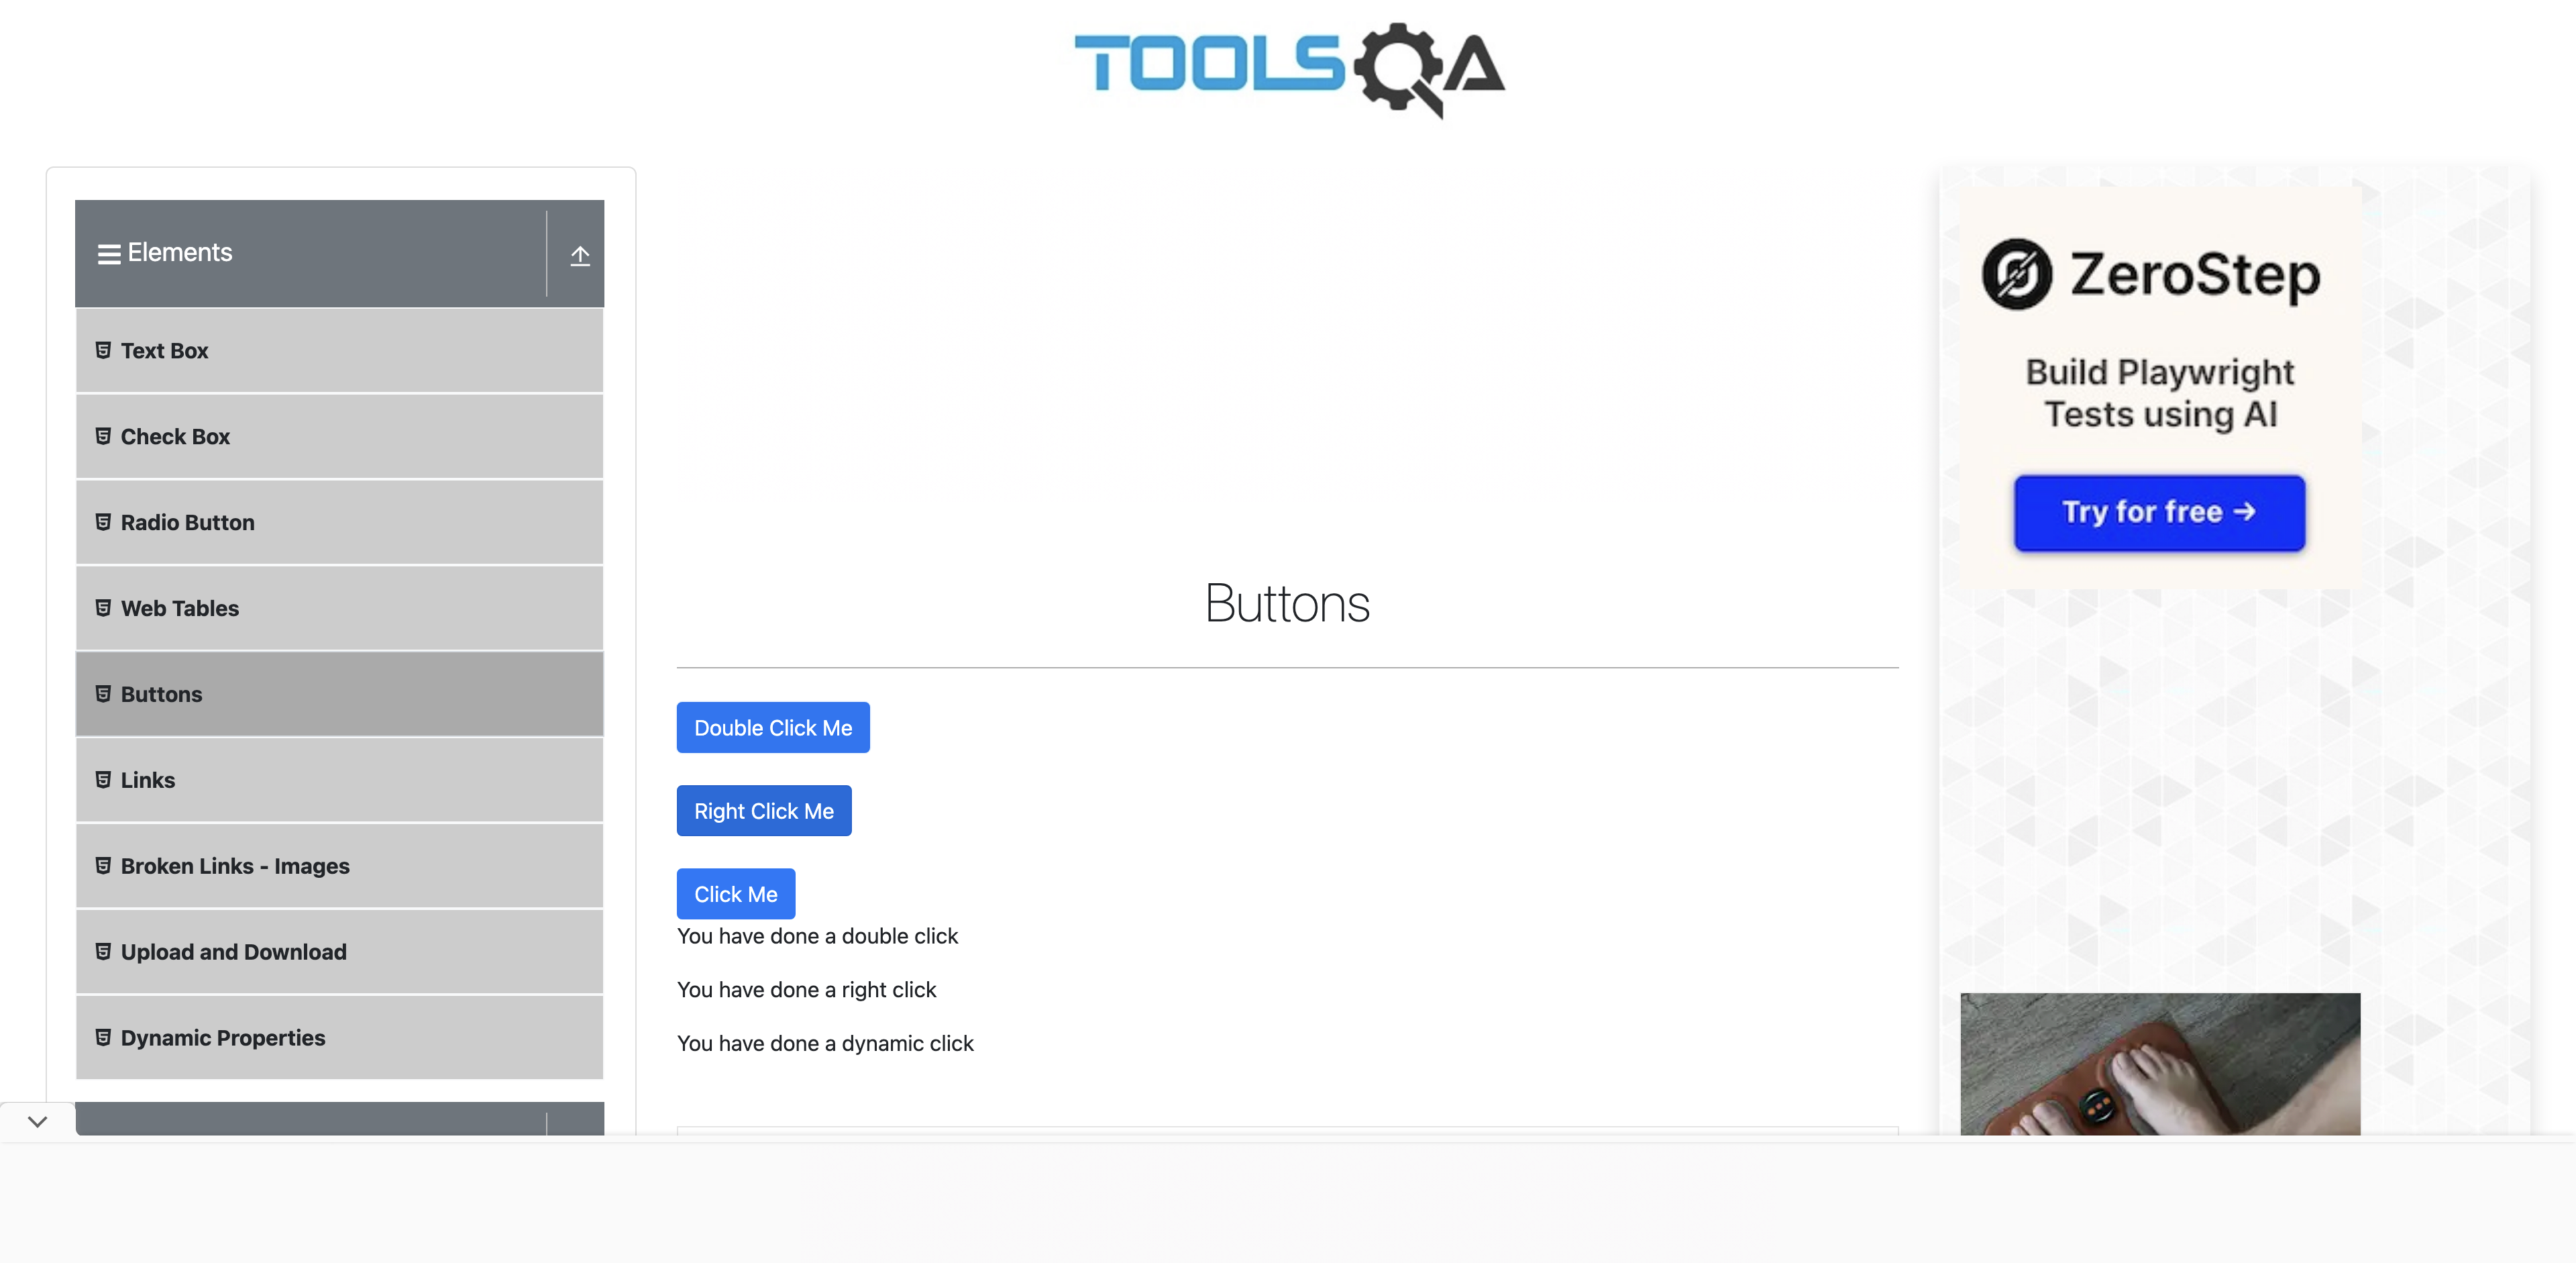 TOOLSQA
Elements
Text Box
Check Box
Radio Button
Web Tables
Buttons
Links
Broken Links - Images
Upload and Download
Dynamic Properties
Buttons
Double Click Me
Right Click Me
Click Me
You have done a double click
You have done a right click
You have done a dynamic click
ZeroStep
Build Playwright
Tests using AI
Try for free →